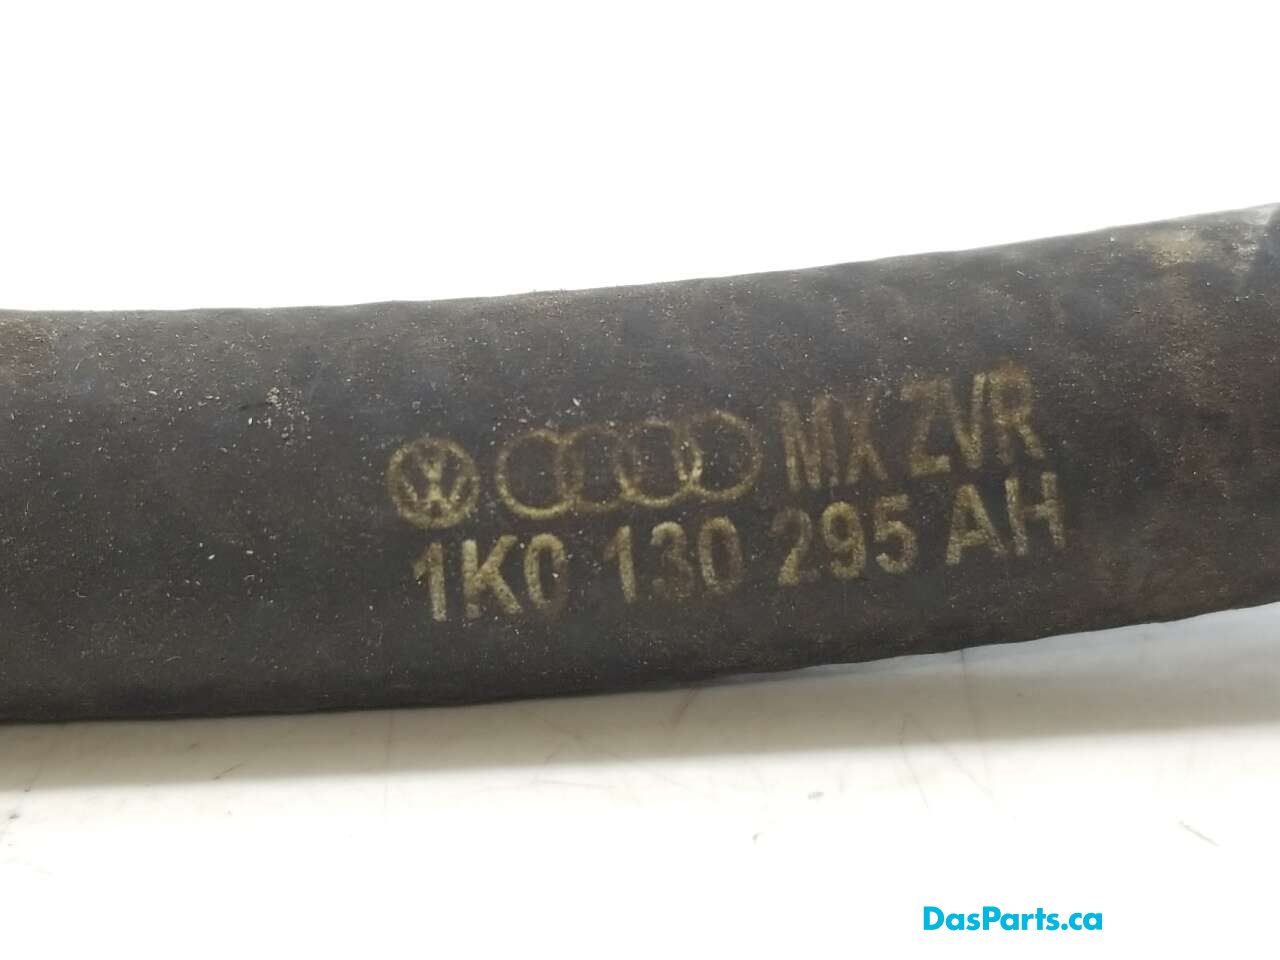 MX ZVR
1K0 130 295 AH
DasParts.ca